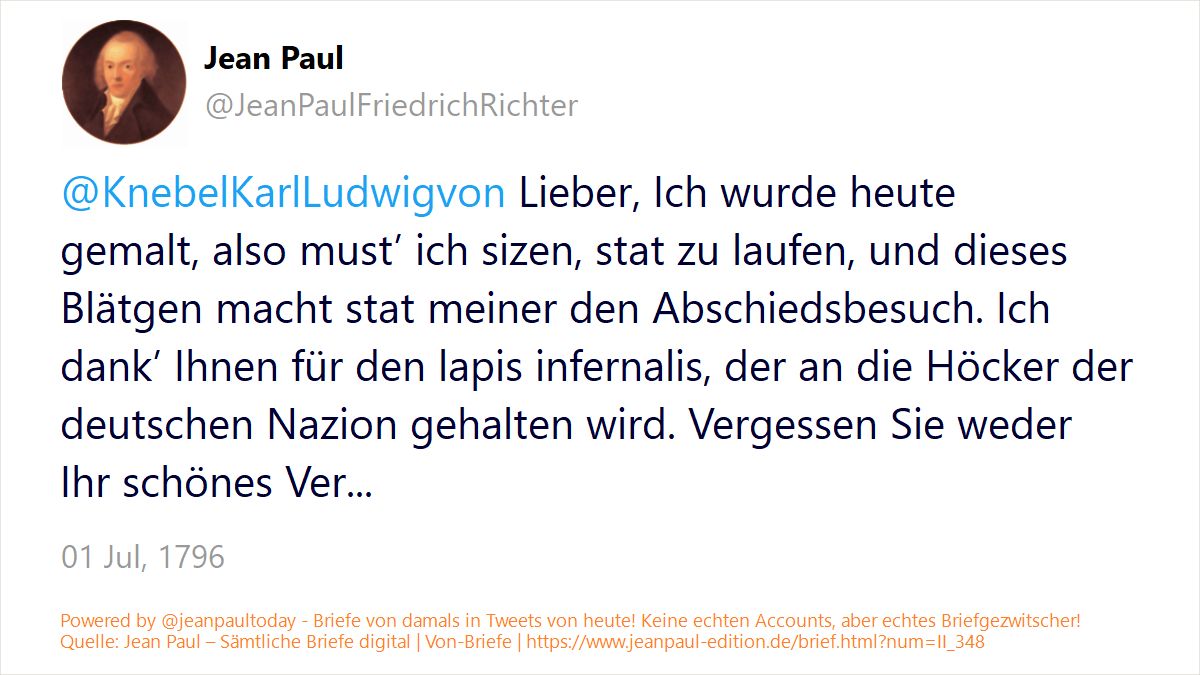 Jean Paul
@JeanPaulFriedrichRichter
@KnebelKarlLudwigvon Lieber, Ich wurde heute
gemalt, also must’ ich sizen, stat zu laufen, und dieses
Blätgen macht stat meiner den Abschiedsbesuch. Ich
dank’ Ihnen für den lapis infernalis, der an die Höcker der
deutschen Nazion gehalten wird. Vergessen Sie weder
Ihr schönes Ver...
01 Jul, 1796
Powered by @jeanpaultoday - Briefe von damals in Tweets von heute! Keine echten Accounts, aber echtes Briefgezwitscher!
Quelle: Jean Paul – Sämtliche Briefe digital | Von-Briefe | https://www.jeanpaul-edition.de/brief.html?num=II_348